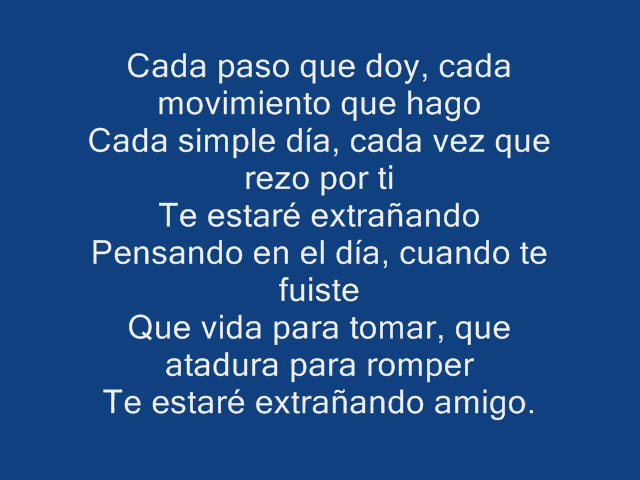 Cada paso que doy, cada
movimiento que hago
Cada simple día, cada vez que
rezo por ti
Te estaré extrañando
Pensando en el día, cuando te
fuiste
Que vida para tomar, que
atadura para romper
Te estaré extrañando amigo.